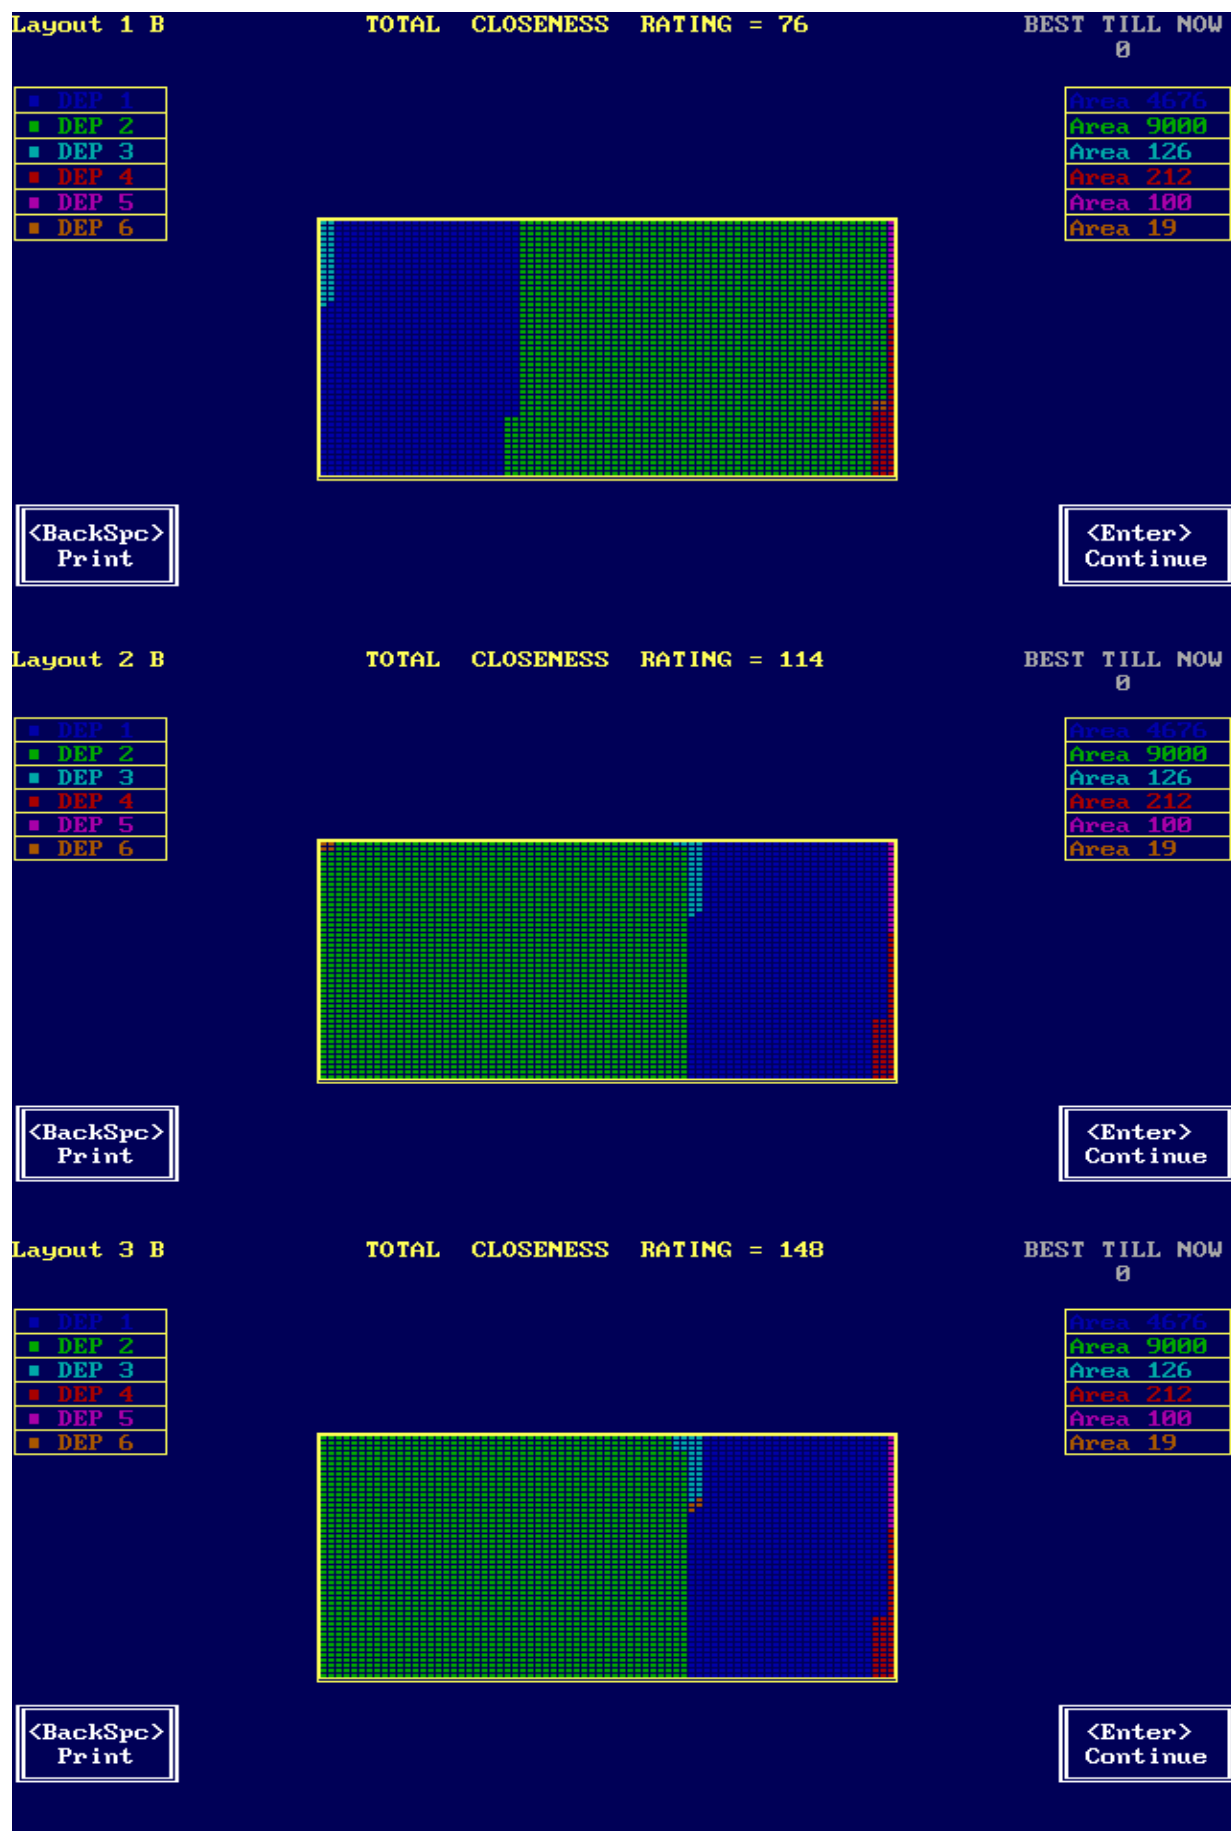 Layout 1 B TOTAL CLOSENESS RATING = 76 BEST TILL NOW
0
DEP 1 Area 4676
DEP 2 Area 9000
DEP 3 Area 126
DEP 4 Area 212
DEP 5 Area 100
DEP 6 Area 19
<BackSpc> <Enter>
Print Continue
Layout 2 B TOTAL CLOSENESS RATING = 114 BEST TILL NOW
0
DEP 1 Area 4676
DEP 2 Area 9000
DEP 3 Area 126
DEP 4 Area 212
DEP 5 Area 100
DEP 6 Area 19
<BackSpc> <Enter>
Print Continue
Layout 3 B TOTAL CLOSENESS RATING = 148 BEST TILL NOW
0
DEP 1 Area 4676
DEP 2 Area 9000
DEP 3 Area 126
DEP 4 Area 212
DEP 5 Area 100
DEP 6 Area 19
<BackSpc> <Enter>
Print Continue